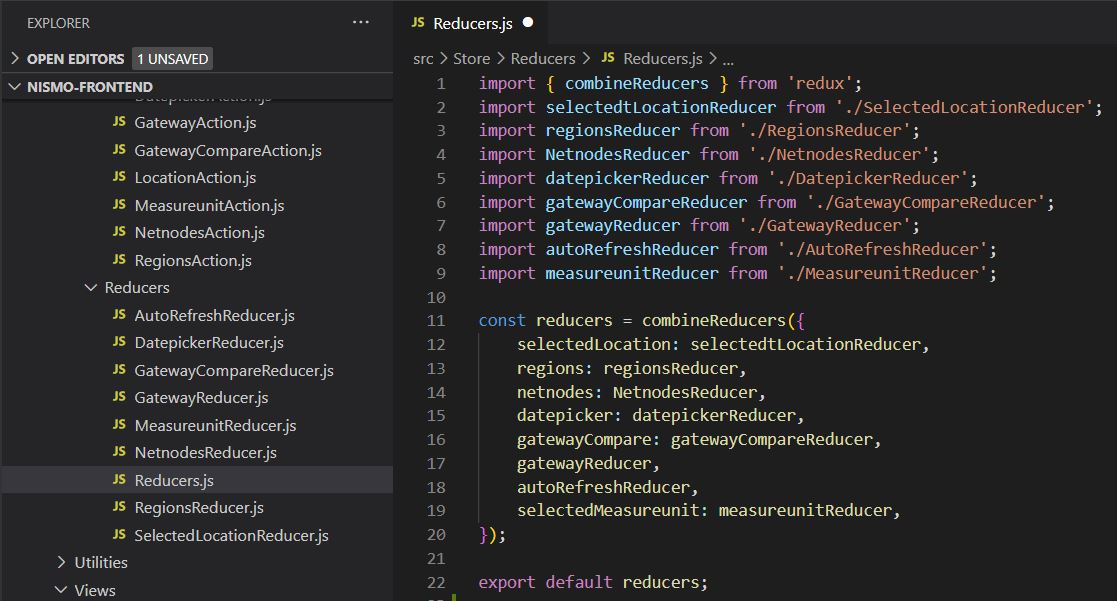 EXPLORER
···
OPEN EDITORS 1 UNSAVED
NISMO-FRONTEND
DatepickerAction.js
JS GatewayAction.js
JS GatewayCompareAction.js
JS LocationAction.js
JS MeasureunitAction.js
JS NetnodesAction.js
JS RegionsAction.js
Reducers
JS AutoRefreshReducer.js
JS DatepickerReducer.js
JS GatewayCompareReducer.js
JS GatewayReducer.js
JS MeasureunitReducer.js
JS NetnodesReducer.js
JS Reducers.js
JS RegionsReducer.js
JS SelectedLocationReducer.js
Utilities
Views
JS Reducers.js ●
src > Store > Reducers > JS Reducers.js > ...
1 import { combineReducers } from 'redux';
2 import selectedtLocationReducer from './SelectedLocationReducer';
3 import regionsReducer from './RegionsReducer';
4 import NetnodesReducer from './NetnodesReducer';
5 import datepickerReducer from './DatepickerReducer';
6 import gatewayCompareReducer from './GatewayCompareReducer';
7 import gatewayReducer from './GatewayReducer';
8 import autoRefreshReducer from './AutoRefreshReducer';
9 import measureunitReducer from './MeasureunitReducer';
10
11 const reducers = combineReducers({
12 selectedLocation: selectedtLocationReducer,
13 regions: regionsReducer,
14 netnodes: NetnodesReducer,
15 datepicker: datepickerReducer,
16 gatewayCompare: gatewayCompareReducer,
17 gatewayReducer,
18 autoRefreshReducer,
19 selectedMeasureunit: measureunitReducer,
20 });
21
22 export default reducers;